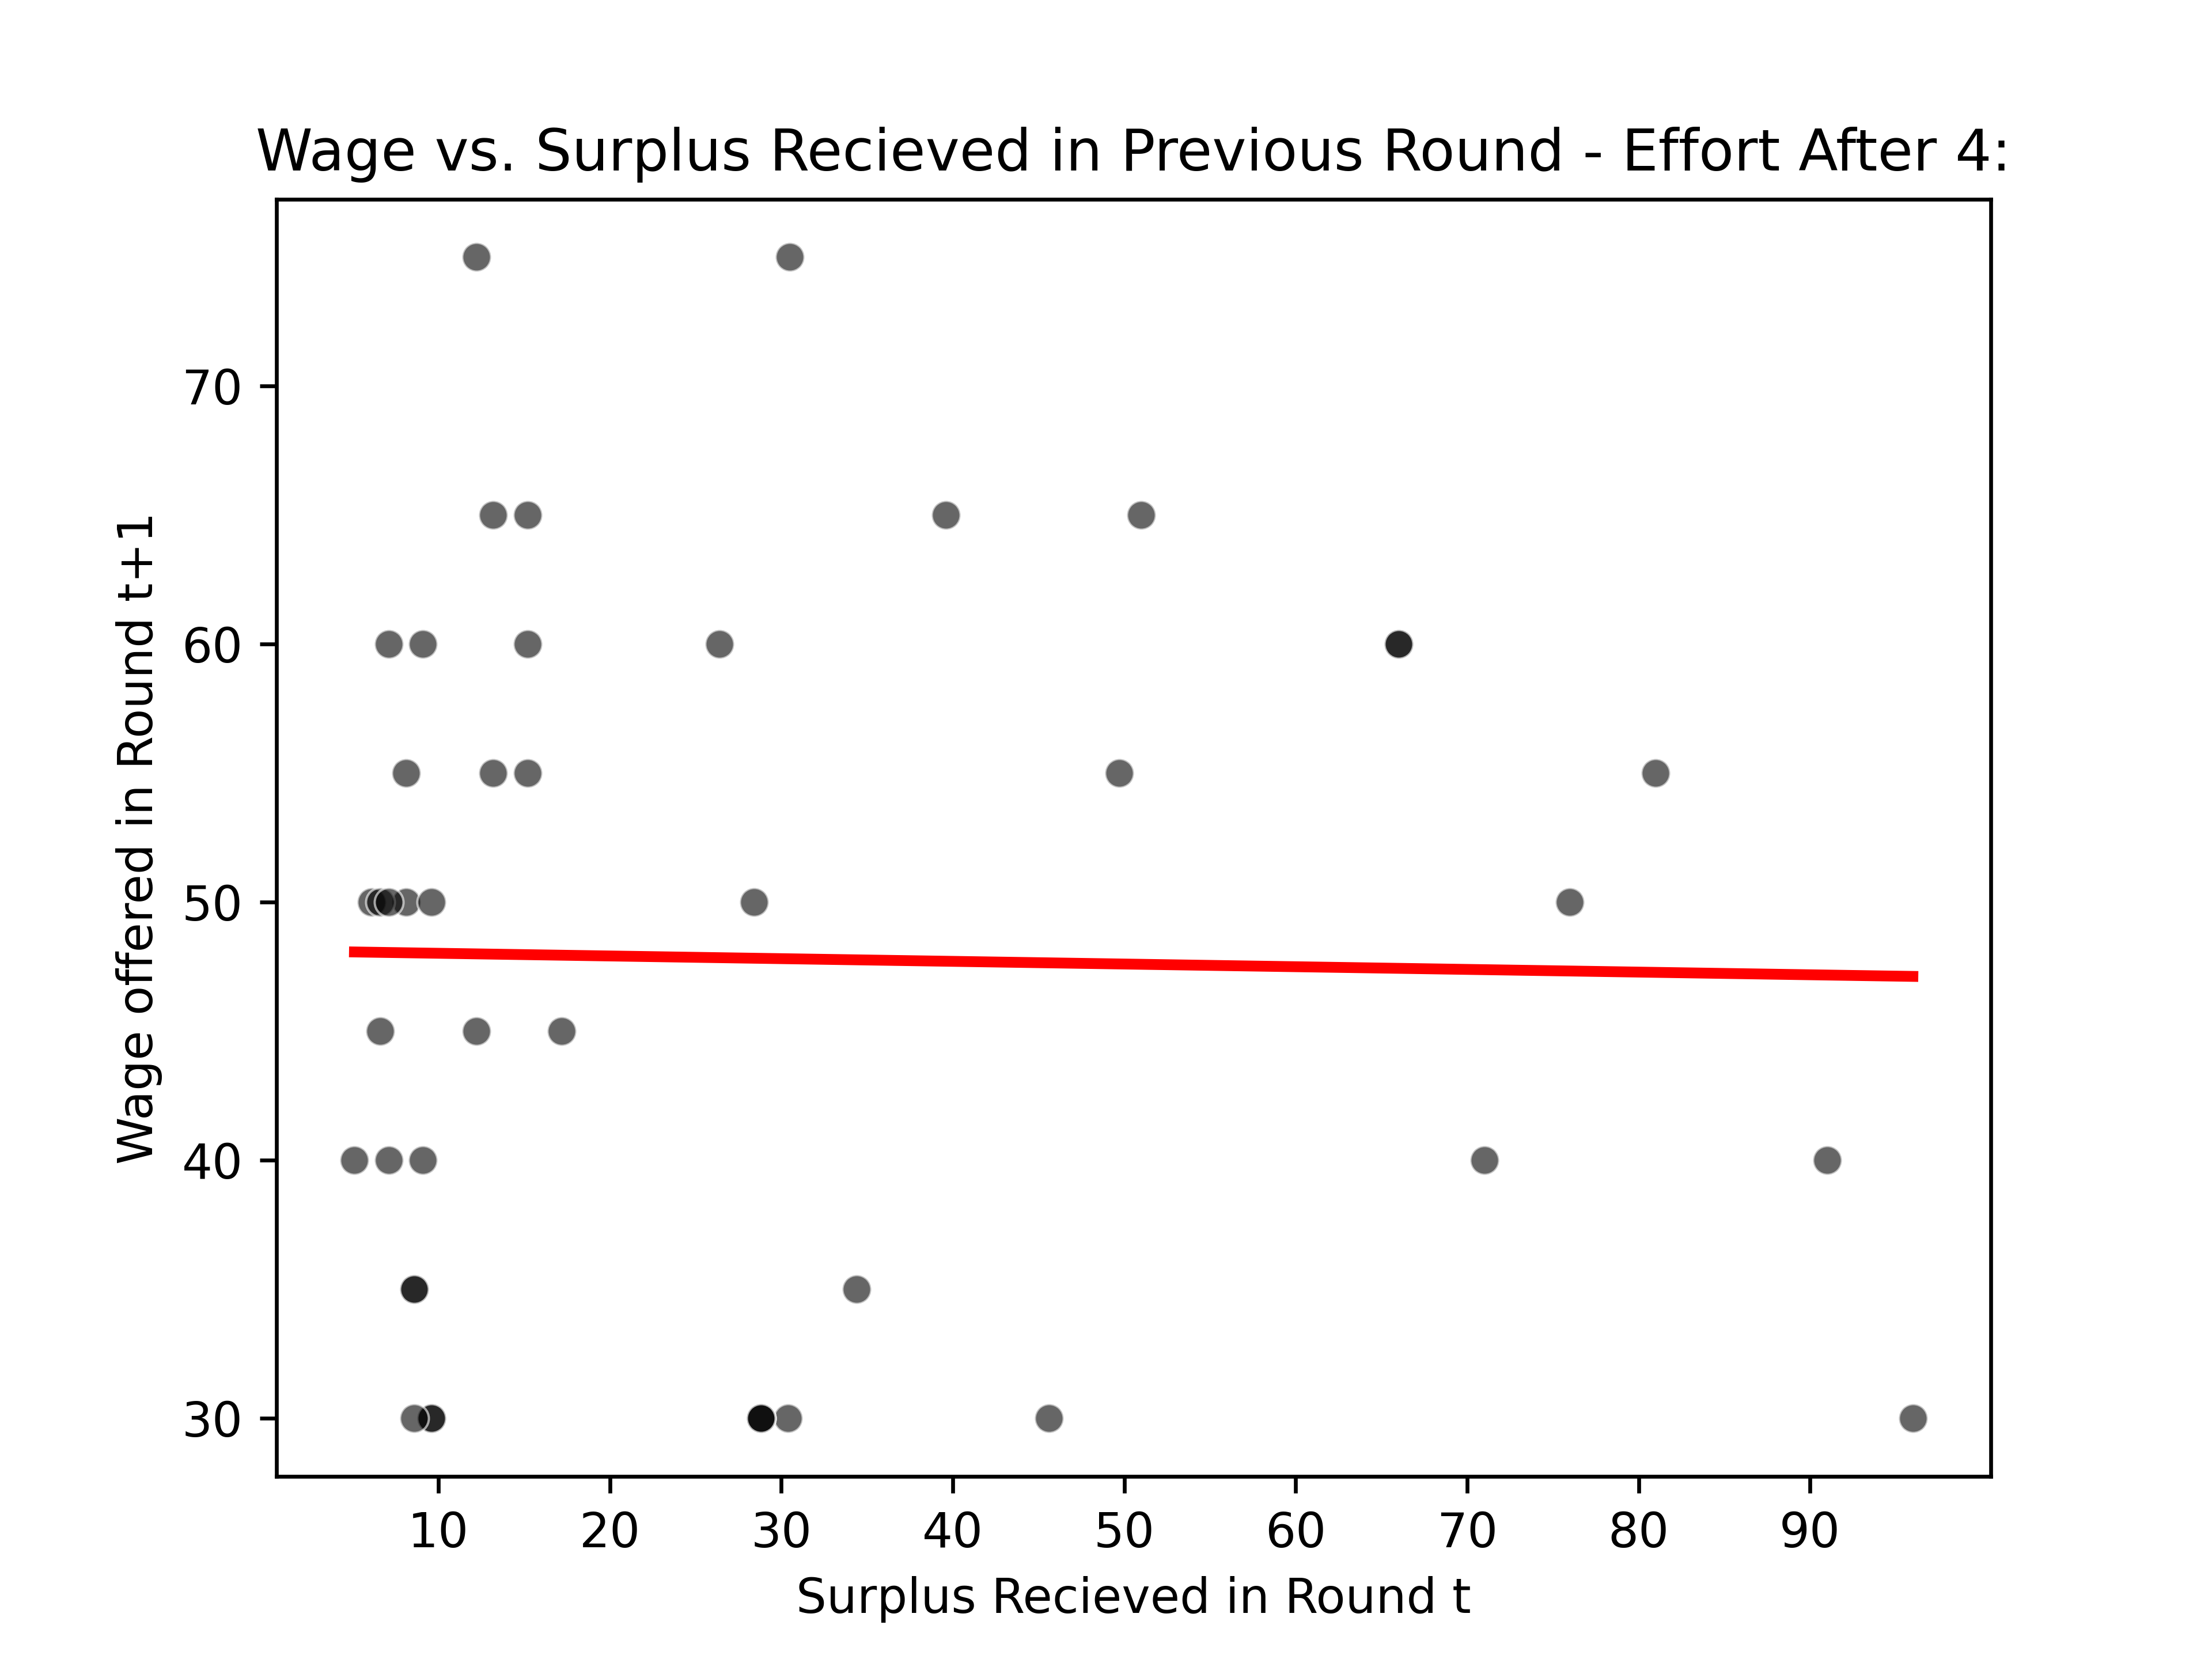 Wage vs. Surplus Recieved in Previous Round - Effort After 4:
Wage offered in Round t+1
70
60
50
40
30
10 20 30 40 50 60 70 80 90
Surplus Recieved in Round t